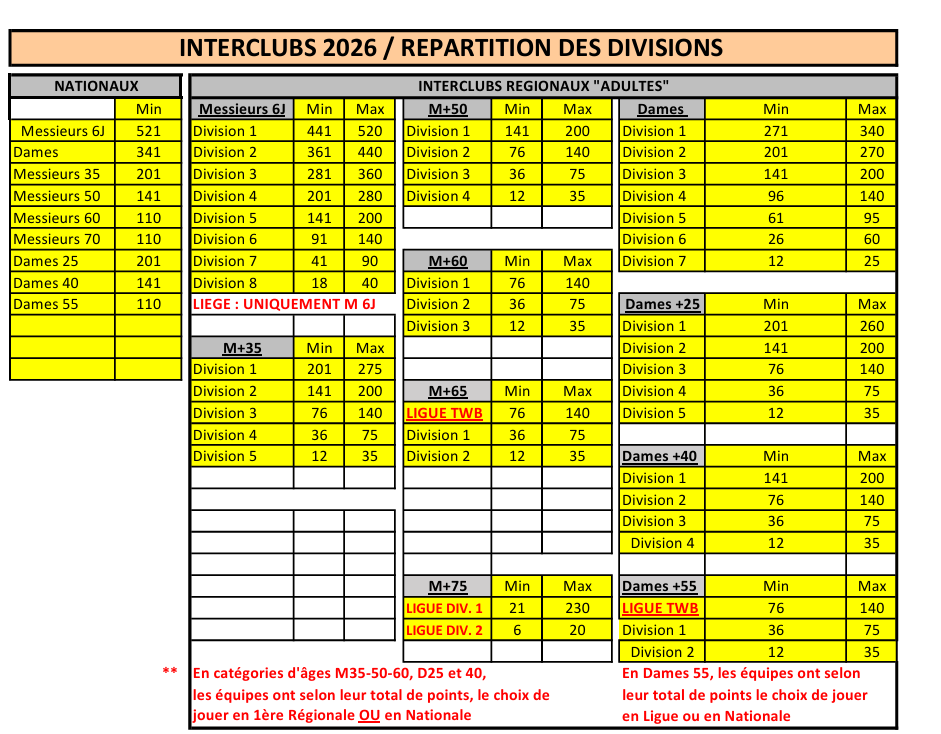 INTERCLUBS 2026 / REPARTITION DES DIVISIONS
NATIONAUX
Min
Messieurs 6J 521
Dames 341
Messieurs 35 201
Messieurs 50 141
Messieurs 60 110
Messieurs 70 110
Dames 25 201
Dames 40 141
Dames 55 110
INTERCLUBS REGIONAUX "ADULTES"
Messieurs 6J Min Max
Division 1 441 520
Division 2 361 440
Division 3 281 360
Division 4 201 280
Division 5 141 200
Division 6 91 140
Division 7 41 90
Division 8 18 40
LIEGE : UNIQUEMENT M 6J
M+35 Min Max
Division 1 201 275
Division 2 141 200
Division 3 76 140
Division 4 36 75
Division 5 12 35
M+50 Min Max
Division 1 141 200
Division 2 76 140
Division 3 36 75
Division 4 12 35
M+60 Min Max
Division 1 76 140
Division 2 36 75
Division 3 12 35
M+65 Min Max
LIGUE TWB 76 140
Division 1 36 75
Division 2 12 35
M+75 Min Max
LIGUE DIV. 1 21 230
LIGUE DIV. 2 6 20
Dames Min Max
Division 1 271 340
Division 2 201 270
Division 3 141 200
Division 4 96 140
Division 5 61 95
Division 6 26 60
Division 7 12 25
Dames +25 Min Max
Division 1 201 260
Division 2 141 200
Division 3 76 140
Division 4 36 75
Division 5 12 35
Dames +40 Min Max
Division 1 141 200
Division 2 76 140
Division 3 36 75
Division 4 12 35
Dames +55 Min Max
LIGUE TWB 76 140
Division 1 36 75
Division 2 12 35
** En catégories d'âges M35-50-60, D25 et 40,
les équipes ont selon leur total de points, le choix de
jouer en 1ère Régionale OU en Nationale
En Dames 55, les équipes ont selon
leur total de points le choix de jouer
en Ligue ou en Nationale